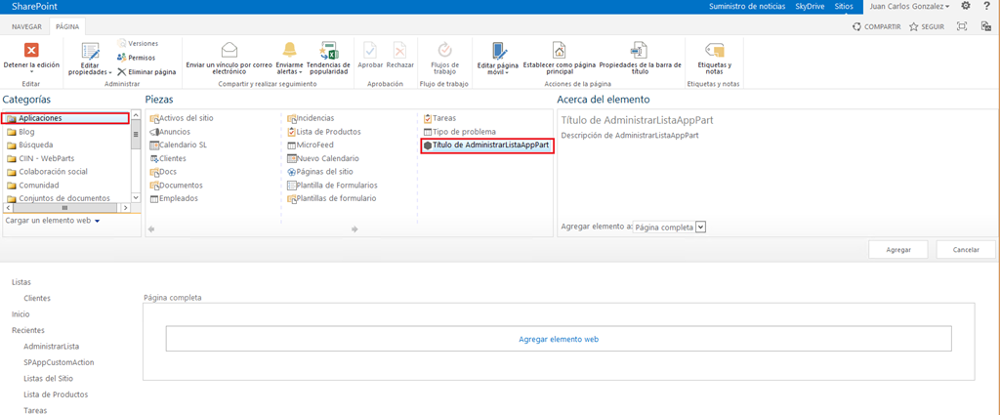 SharePoint
Suministro de noticias SkyDrive Sitios Juan Carlos Gonzalez ?
NAVEGAR PÁGINA
COMPARTIR SEGUIR
Detener la edición
Editar
Editar propiedades
Versiones
Permisos
Eliminar página
Administrar
Enviar un vínculo por correo electrónico
Enviarme alertas
Tendencias de popularidad
Compartir y realizar seguimiento
Aprobar Rechazar
Aprobación
Flujos de trabajo
Flujo de trabajo
Editar página móvil
Establecer como página principal
Propiedades de la barra de título
Acciones de la página
Etiquetas y notas
Etiquetas y notas
Categorías
Aplicaciones
Blog
Búsqueda
CIIN - WebParts
Colaboración social
Comunidad
Conjuntos de documentos
Cargar un elemento web
Piezas
Activos del sitio
Anuncios
Calendario SL
Clientes
Docs
Documentos
Empleados
Incidencias
Lista de Productos
MicroFeed
Nuevo Calendario
Páginas del sitio
Plantilla de Formularios
Plantillas de formulario
Tareas
Tipo de problema
Título de AdministrarListaAppPart
Acerca del elemento
Título de AdministrarListaAppPart
Descripción de AdministrarListaAppPart
Agregar elemento a: Página completa
Agregar Cancelar
Listas
Clientes
Inicio
Recientes
AdministrarLista
SPAppCustomAction
Listas del Sitio
Lista de Productos
Tareas
Página completa
Agregar elemento web